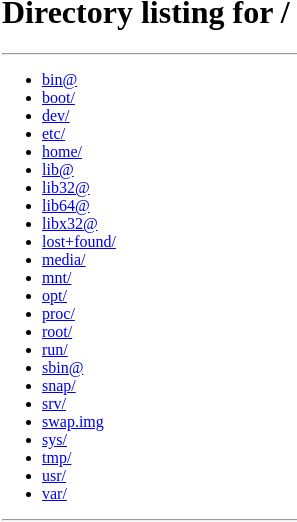 Directory listing for /
bin@
boot/
dev/
etc/
home/
lib@
lib32@
lib64@
libx32@
lost+found/
media/
mnt/
opt/
proc/
root/
run/
sbin@
snap/
srv/
swap.img
sys/
tmp/
usr/
var/